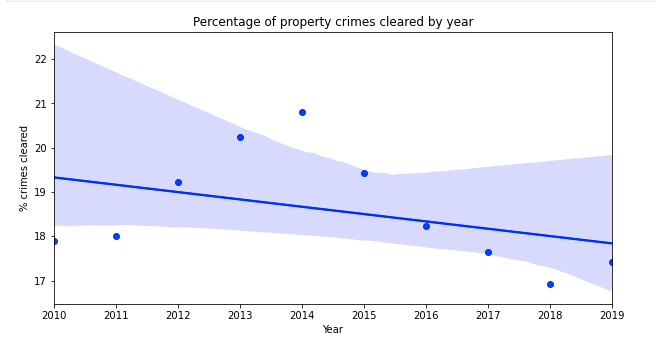 Percentage of property crimes cleared by year
22
21
20
19
18
17
% crimes cleared
2010 2011 2012 2013 2014 2015 2016 2017 2018 2019
Year